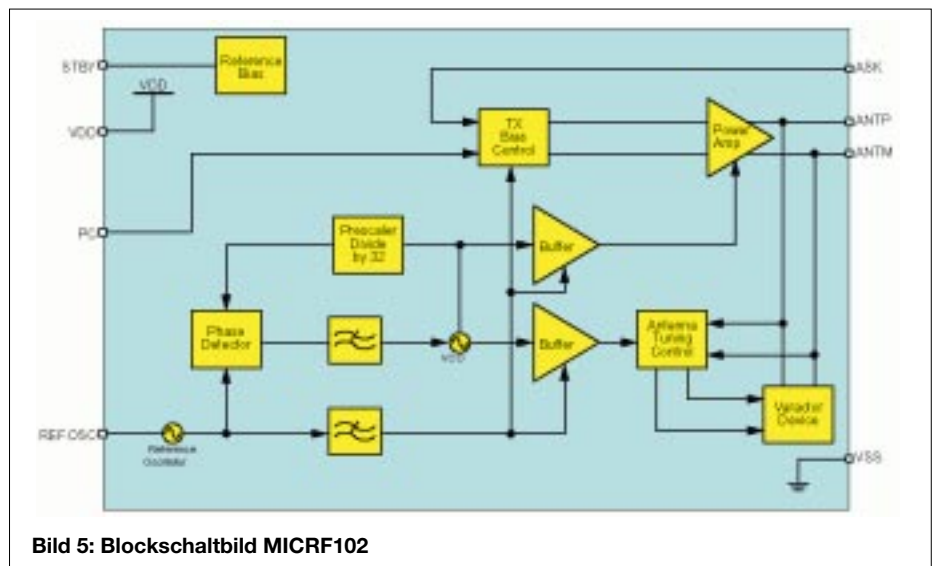 STBY
Reference
Bias
VDD
VDD
PC
REF.OSC
Reference
Oscillator
Phase
Detector
Prescaler
Divide
by 32
VCO
TX
Bias
Control
Buffer
Buffer
Power
Amp
Antenna
Tuning
Control
Varactor
Device
ASK
ANTP
ANTM
VSS
Bild 5: Blockschaltbild MICRF102